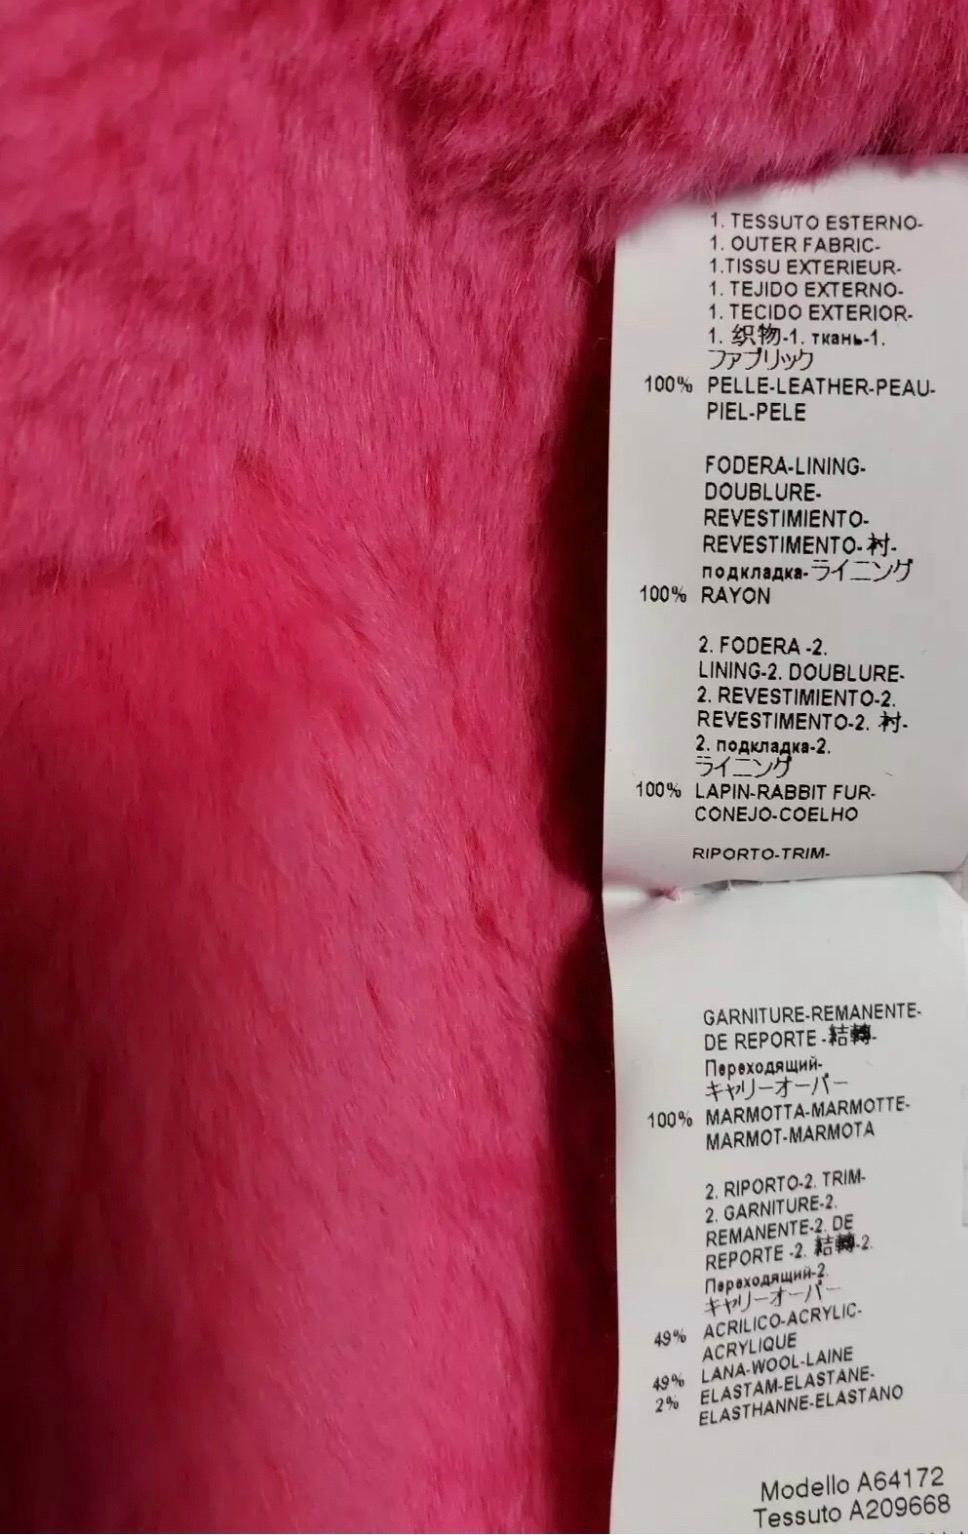 1. TESSUTO ESTERNO-
1. OUTER FABRIC-
1.TISSU EXTERIEUR-
1. TEJIDO EXTERNO-
1. TECIDO EXTERIOR-
1. 织物-1. ткань-1.
ファブリック
100% PELLE-LEATHER-PEAU-
PIEL-PELE
FODERA-LINING-
DOUBLURE-
REVESTIMIENTO-
REVESTIMENTO-衬-
подкладка-ライニング
100% RAYON
2. FODERA -2.
LINING-2. DOUBLURE-
2. REVESTIMIENTO-2.
REVESTIMENTO-2. 衬-
2. подкладка-2.
ライニング
100% LAPIN-RABBIT FUR-
CONEJO-COELHO
RIPORTO-TRIM-
GARNITURE-REMANENTE-
DE REPORTE -結轉-
Переходящий-
キャリーオーバー
100% MARMOTTA-MARMOTTE-
MARMOT-MARMOTA
2. RIPORTO-2. TRIM-
2. GARNITURE-2.
REMANENTE-2. DE
REPORTE -2. 結轉-2.
Переходящий-2.
キャリーオーバー
49% ACRILICO-ACRYLIC-
ACRYLIQUE
49% LANA-WOOL-LAINE
2% ELASTAM-ELASTANE-
ELASTHANNE-ELASTANO
Modello A64172
Tessuto A209668